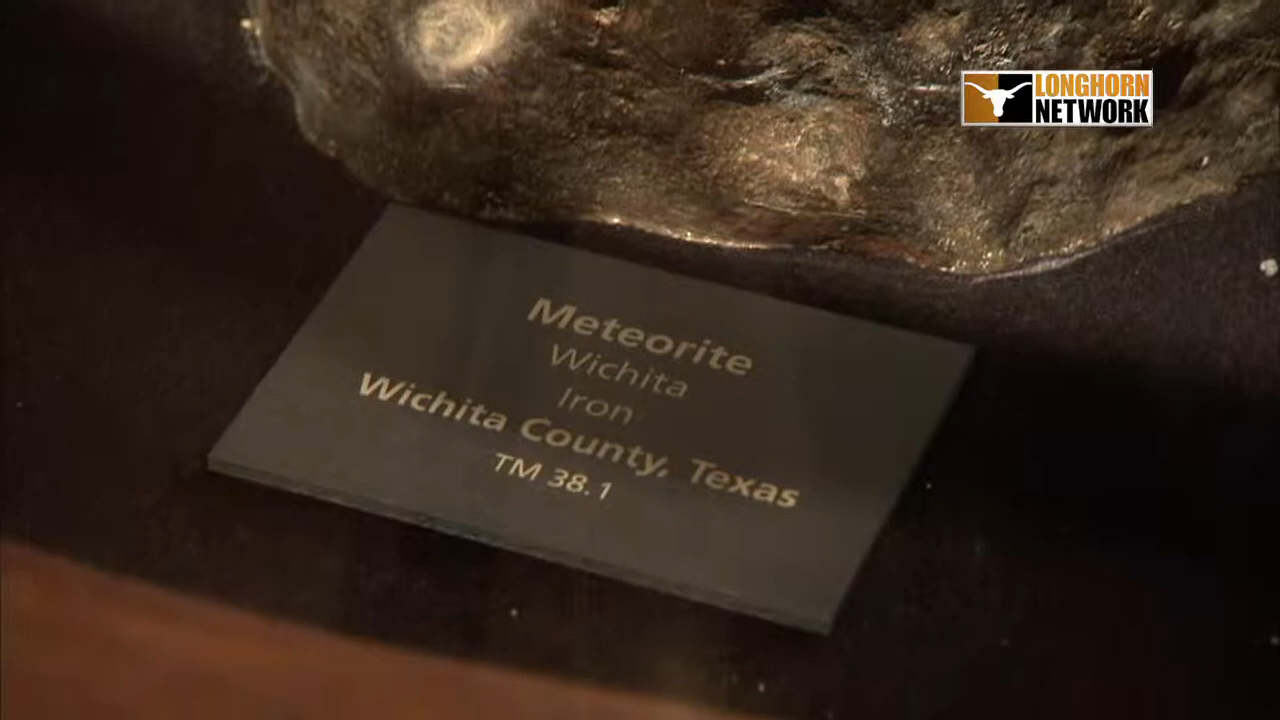 LONGHORN
NETWORK
Meteorite
Wichita
Iron
Wichita County, Texas
TM 38.1